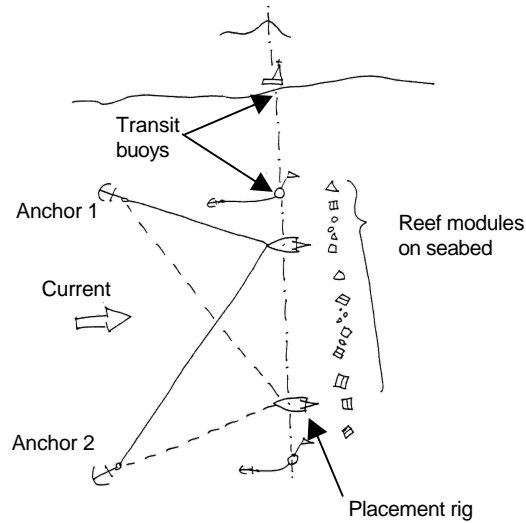 Transit
buoys
Anchor 1
Reef modules
on seabed
Current
Anchor 2
Placement rig